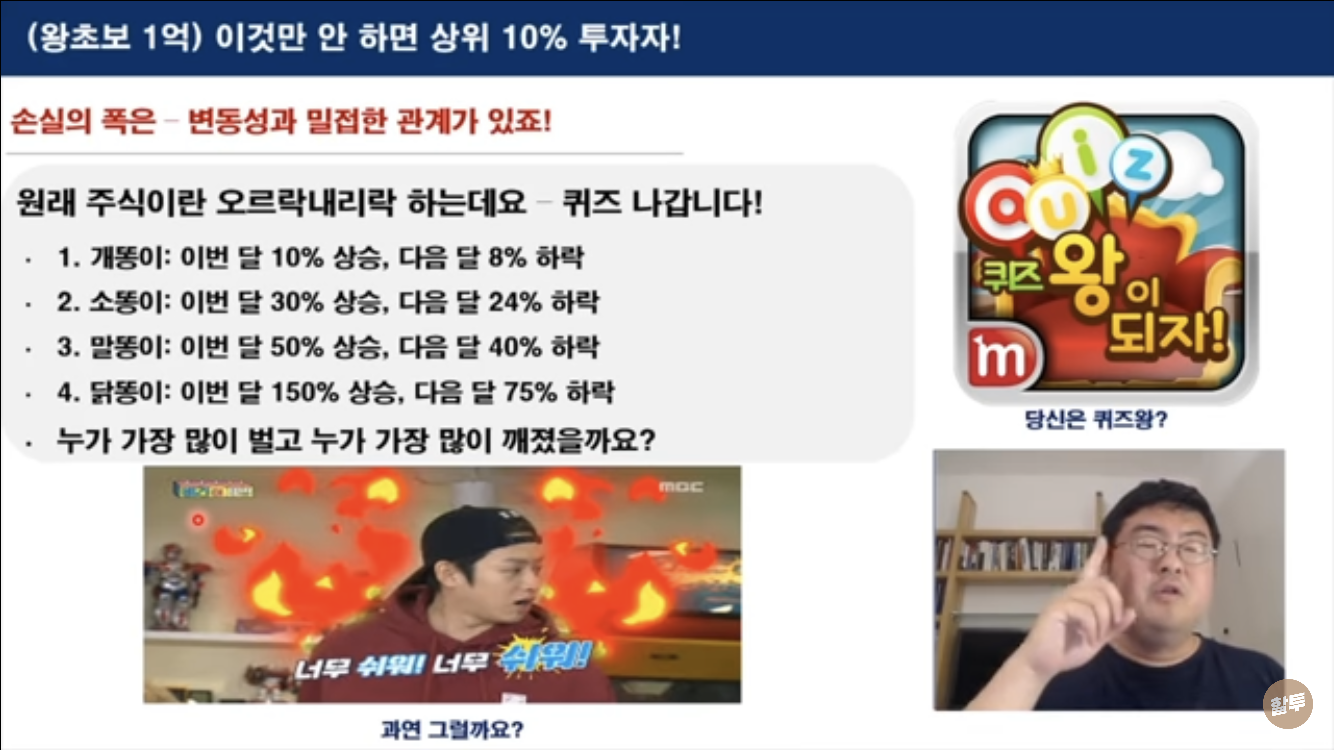 (왕초보 1억) 이것만 안 하면 상위 10% 투자자!
손실의 폭은 – 변동성과 밀접한 관계가 있죠!
원래 주식이란 오르락내리락 하는데요 – 퀴즈 나갑니다!
· 1. 개똥이: 이번 달 10% 상승, 다음 달 8% 하락
· 2. 소똥이: 이번 달 30% 상승, 다음 달 24% 하락
· 3. 말똥이: 이번 달 50% 상승, 다음 달 40% 하락
· 4. 닭똥이: 이번 달 150% 상승, 다음 달 75% 하락
· 누가 가장 많이 벌고 누가 가장 많이 깨졌을까요?
Quiz
퀴즈 왕이
되자!
m
당신은 퀴즈왕?
MBC
너무 쉬워! 너무 쉬워!
과연 그럴까요?
할투